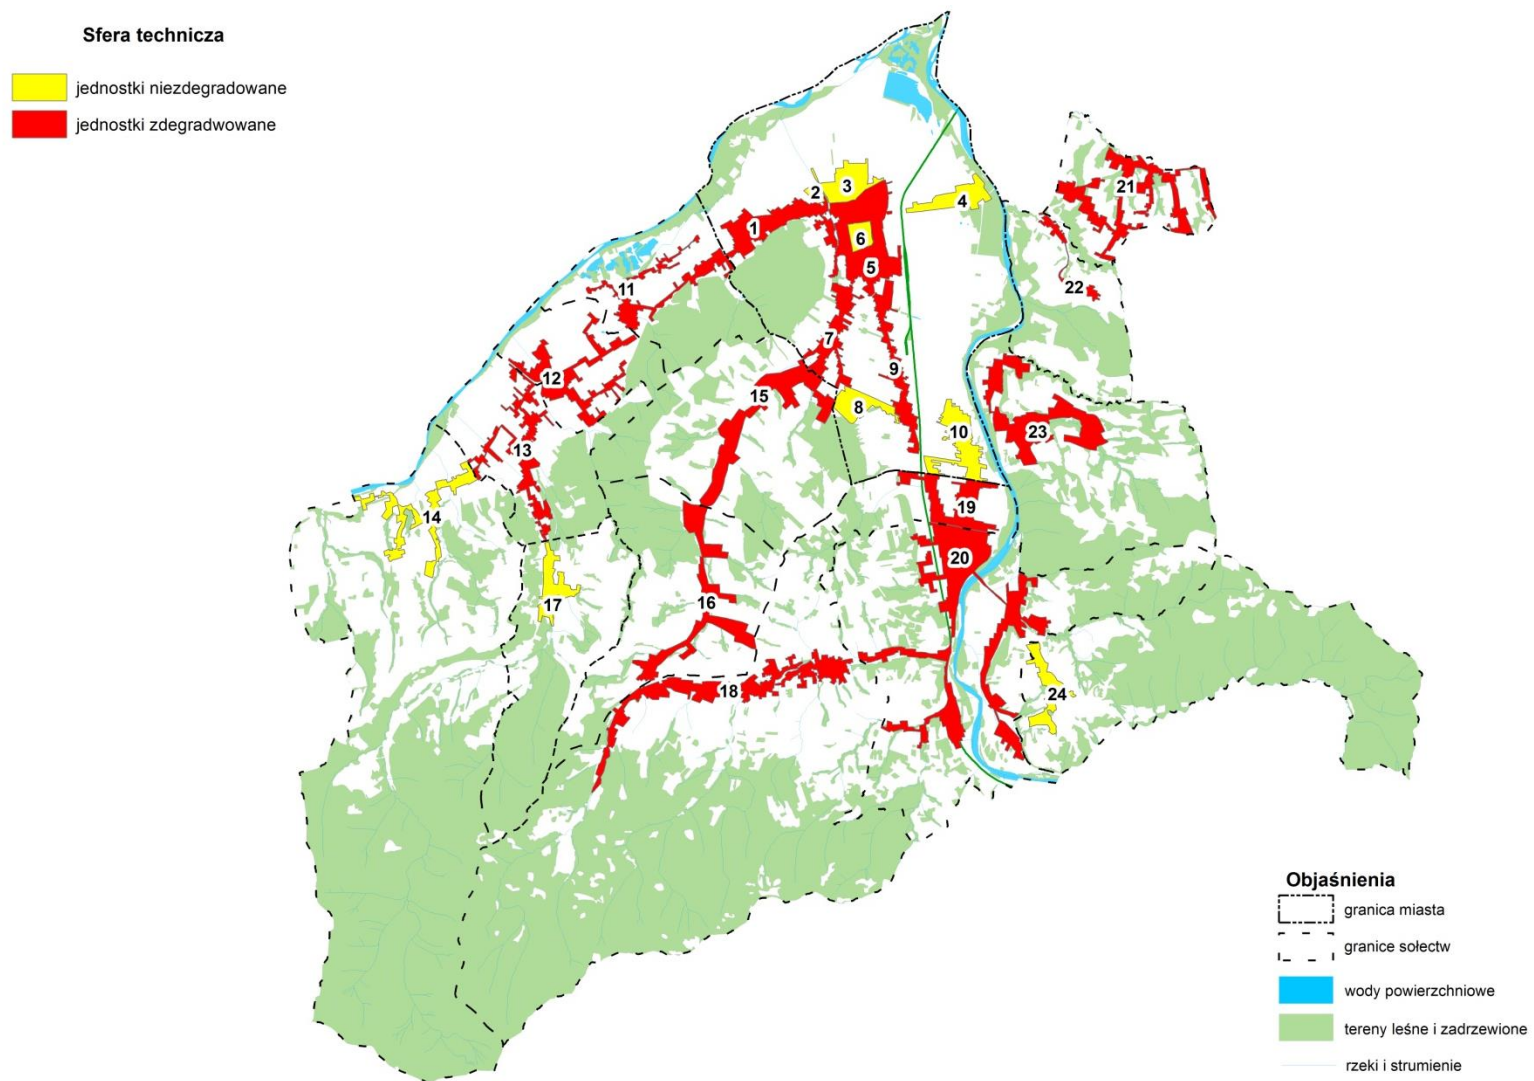 Sfera technicza
jednostki niezdegradowane
jednostki zdegradwowane
3
2
21
4
1
6
5
22
11
7
9
12
15
8
10
23
13
19
14
20
17
16
18
24
Objaśnienia
granica miasta
granice sołectw
wody powierzchniowe
tereny leśne i zadrzewione
rzeki i strumienie